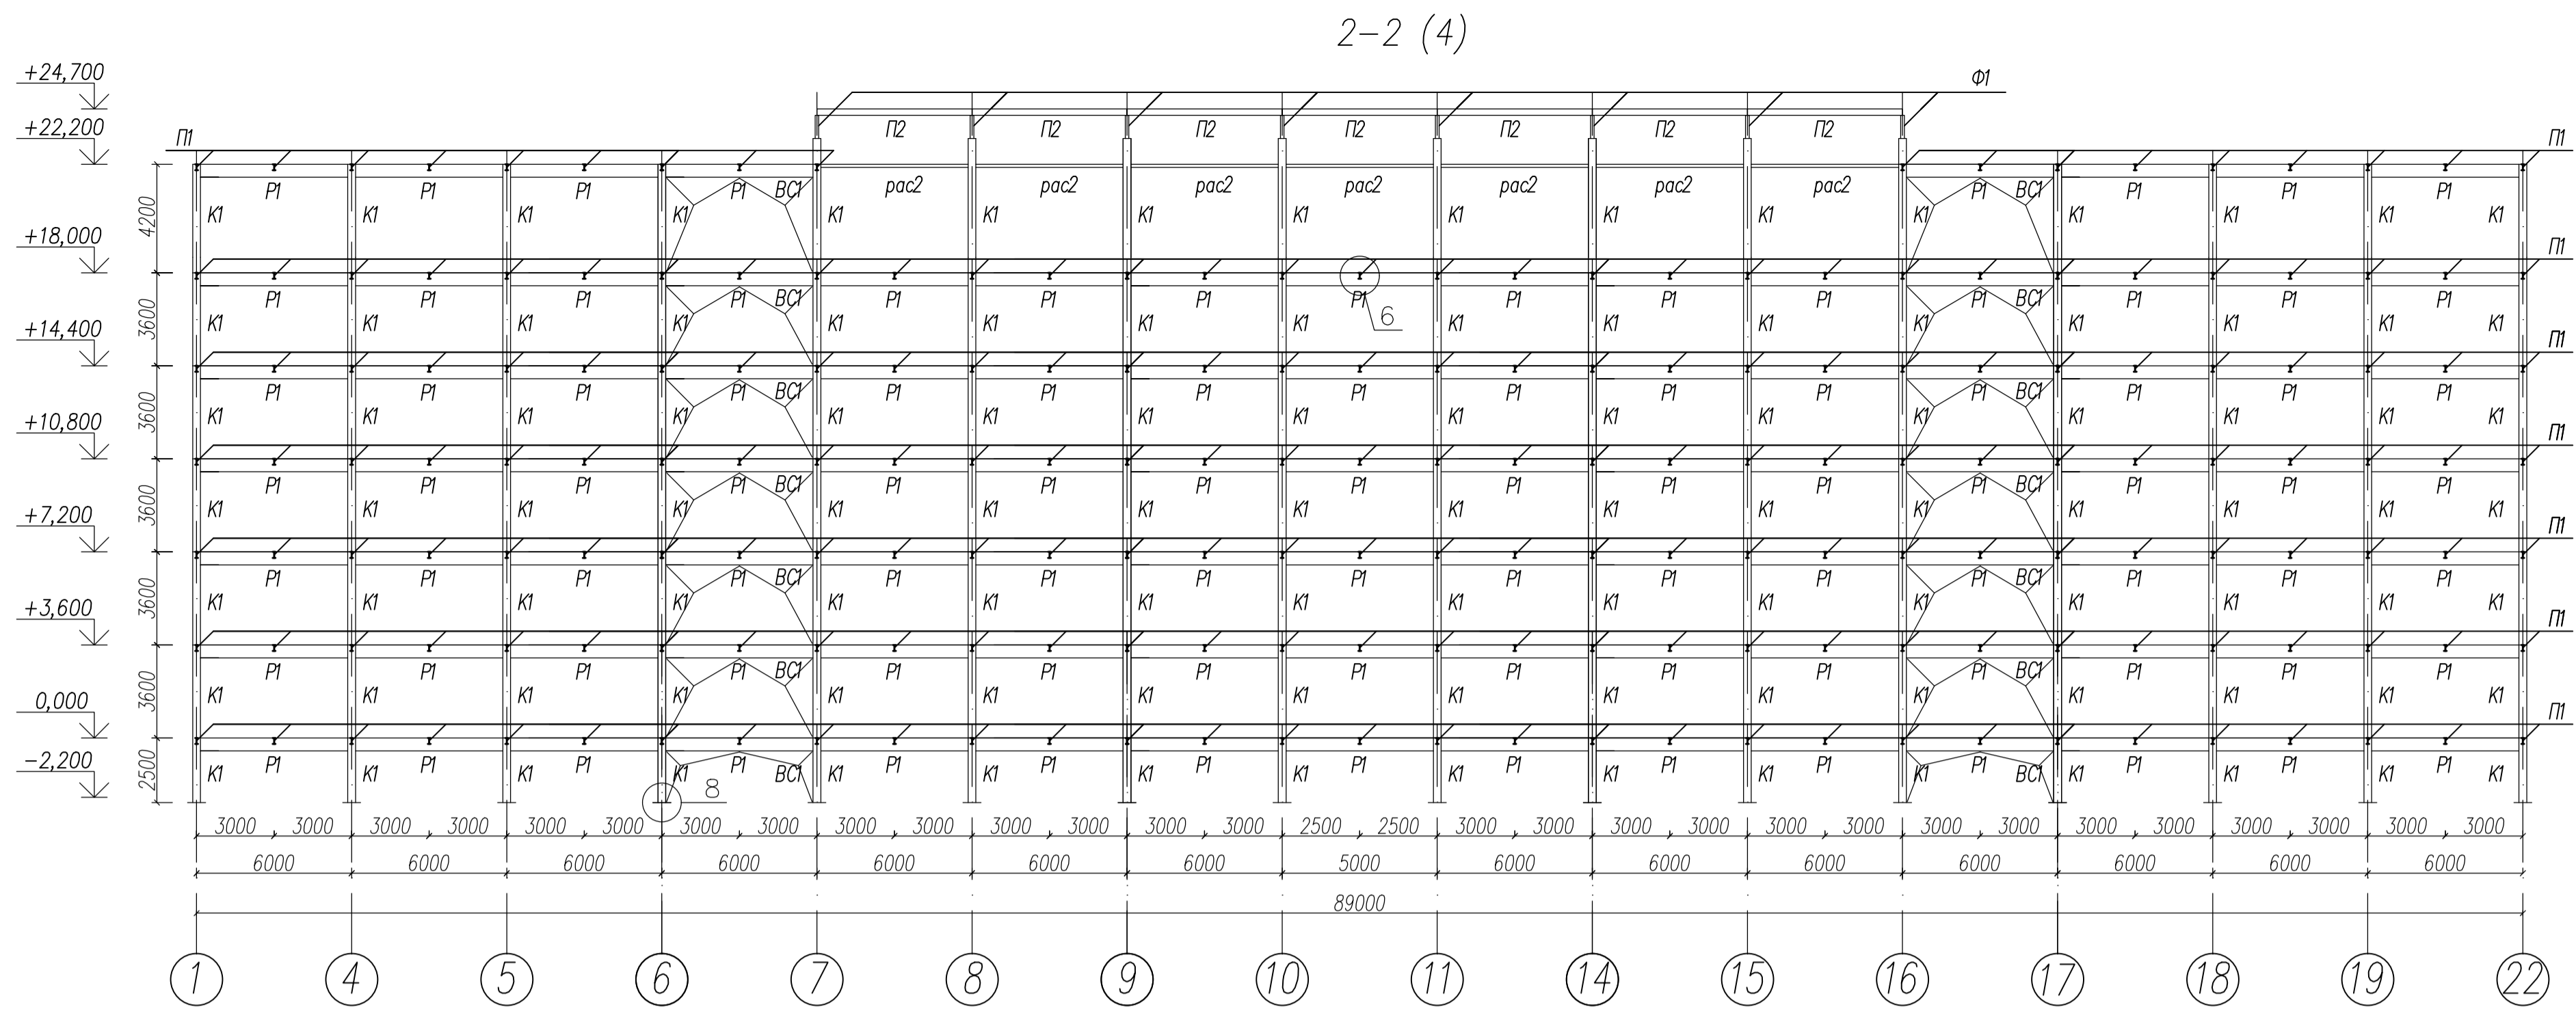 2-2 (4)
+24,700
Ф1
+22,200
П1 П2 П2 П2 П2 П2 П2 П2 П1
Р1 Р1 Р1 Р1 ВС1 рас2 рас2 рас2 рас2 рас2 рас2 рас2 Р1 ВС1 Р1 Р1 Р1
4200 К1 К1 К1 К1 К1 К1 К1 К1 К1 К1 К1 К1 К1 К1 К1 К1
+18,000 П1
Р1 Р1 Р1 Р1 ВС1 Р1 Р1 Р1 Р1 Р1 Р1 Р1 Р1 ВС1 Р1 Р1 Р1
3600 К1 К1 К1 К1 К1 К1 К1 К1 6 К1 К1 К1 К1 К1 К1 К1 К1
+14,400 П1
Р1 Р1 Р1 Р1 ВС1 Р1 Р1 Р1 Р1 Р1 Р1 Р1 Р1 ВС1 Р1 Р1 Р1
3600 К1 К1 К1 К1 К1 К1 К1 К1 К1 К1 К1 К1 К1 К1 К1 К1
+10,800 П1
Р1 Р1 Р1 Р1 ВС1 Р1 Р1 Р1 Р1 Р1 Р1 Р1 Р1 ВС1 Р1 Р1 Р1
3600 К1 К1 К1 К1 К1 К1 К1 К1 К1 К1 К1 К1 К1 К1 К1 К1
+7,200 П1
Р1 Р1 Р1 Р1 ВС1 Р1 Р1 Р1 Р1 Р1 Р1 Р1 Р1 ВС1 Р1 Р1 Р1
3600 К1 К1 К1 К1 К1 К1 К1 К1 К1 К1 К1 К1 К1 К1 К1 К1
+3,600 П1
Р1 Р1 Р1 Р1 ВС1 Р1 Р1 Р1 Р1 Р1 Р1 Р1 Р1 ВС1 Р1 Р1 Р1
3600 К1 К1 К1 К1 К1 К1 К1 К1 К1 К1 К1 К1 К1 К1 К1 К1
0,000 П1
Р1 Р1 Р1 Р1 Р1 Р1 Р1 Р1 Р1 Р1 Р1 Р1 Р1 Р1 Р1
-2,200 2500 К1 К1 К1 К1 ВС1 К1 К1 К1 К1 К1 К1 К1 К1 ВС1 К1 К1 К1 К1
8
3000 3000 3000 3000 3000 3000 3000 3000 3000 3000 3000 3000 3000 3000 2500 2500 3000 3000 3000 3000 3000 3000 3000 3000 3000 3000 3000 3000 3000 3000
6000 6000 6000 6000 6000 6000 6000 5000 6000 6000 6000 6000 6000 6000 6000
89000
1 4 5 6 7 8 9 10 11 14 15 16 17 18 19 22